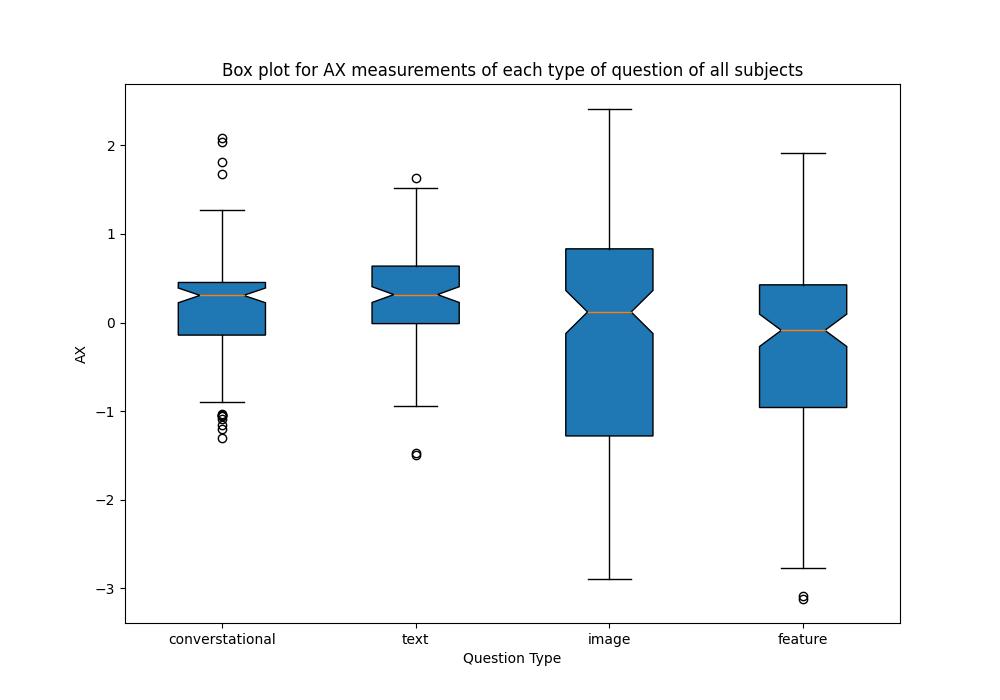 Box plot for AX measurements of each type of question of all subjects
2
1
0
−1
−2
−3
AX
converstational text image feature
Question Type